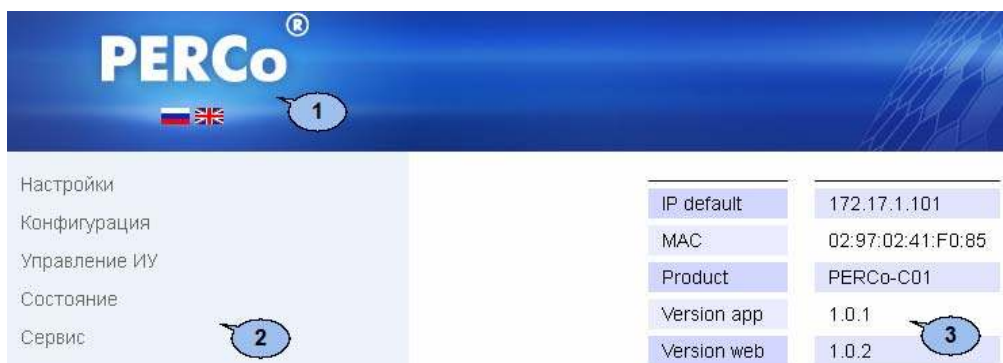 PERCo®
1
Настройки
Конфигурация
Управление ИУ
Состояние
Сервис
2
IP default 172.17.1.101
MAC 02:97:02:41:F0:85
Product PERCo-C01
Version app 1.0.1
Version web 1.0.2
3